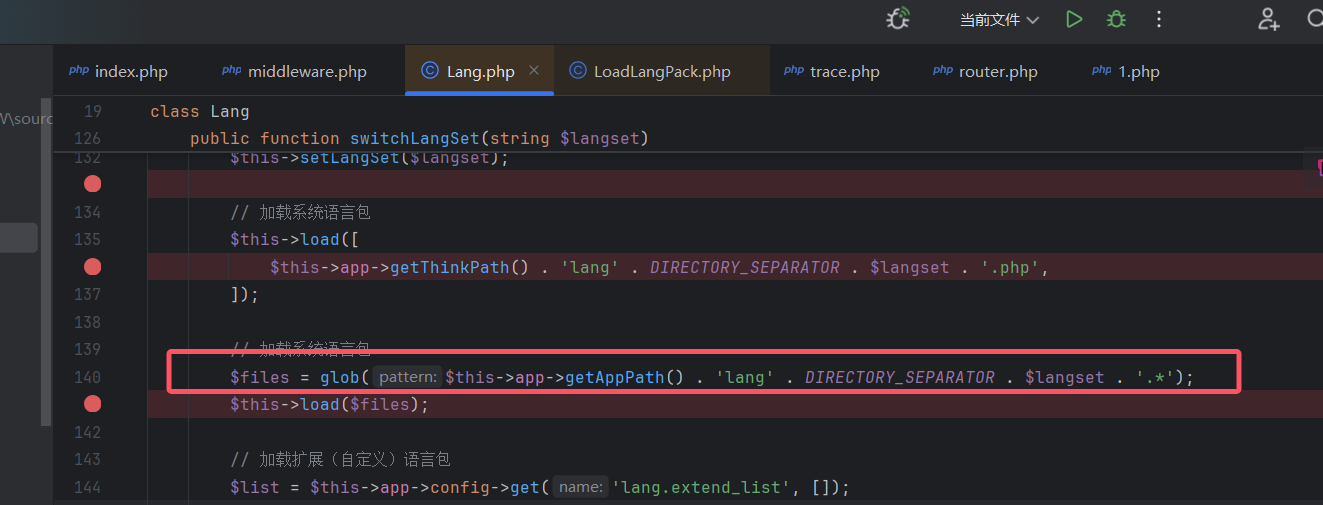 当前文件
php index.php
php middleware.php
Lang.php
LoadLangPack.php
php trace.php
php router.php
php 1.php
19 class Lang
126 public function switchLangSet(string $langset)
132 $this->setLangSet($langset);
134 // 加载系统语言包
135 $this->load([
$this->app->getThinkPath() . 'lang' . DIRECTORY_SEPARATOR . $langset . '.php',
137 ]);
138
139 // 加载系统语言包
140 $files = glob( pattern: $this->app->getAppPath() . 'lang' . DIRECTORY_SEPARATOR . $langset . '.*');
$this->load($files);
142
143 // 加载扩展（自定义）语言包
144 $list = $this->app->config->get( name: 'lang.extend_list', []);